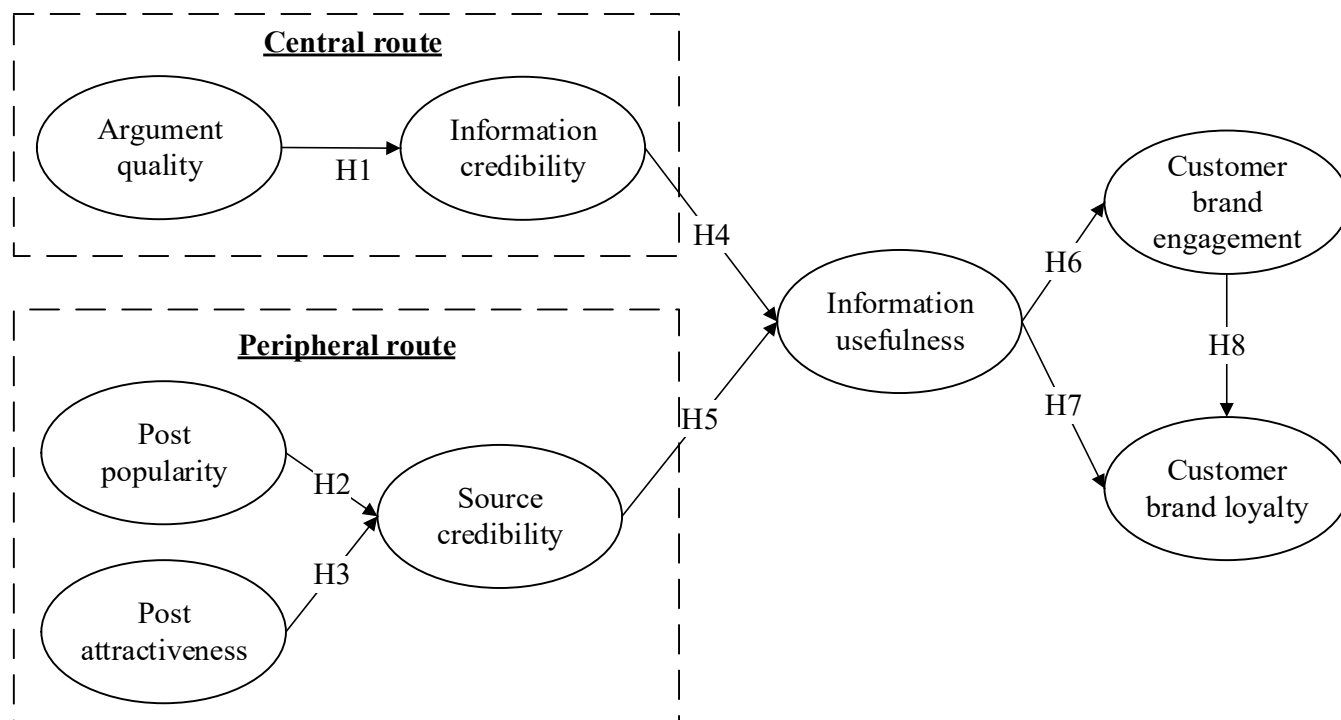 Central route
Argument
quality
H1
Information
credibility
H4
Peripheral route
Post
popularity
H2
Post
attractiveness
H3
Source
credibility
H5
Information
usefulness
H6
H7
Customer
brand
engagement
H8
Customer
brand loyalty